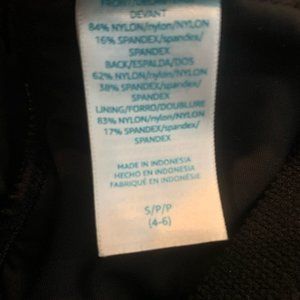 DEVANT
84% NYLON/nylon/NYLON
16% SPANDEX/spandex/
SPANDEX
BACK/ESPALDA/DOS
62% NYLON/nylon/NYLON
38% SPANDEX/spandex/
SPANDEX
LINING/FORRO/DOUBLURE
83% NYLON/nylon/NYLON
17% SPANDEX/spandex/
SPANDEX
MADE IN INDONESIA
HECHO EN INDONESIA
FABRIQUÉ EN INDONÉSIE
S/P/P
(4-6)